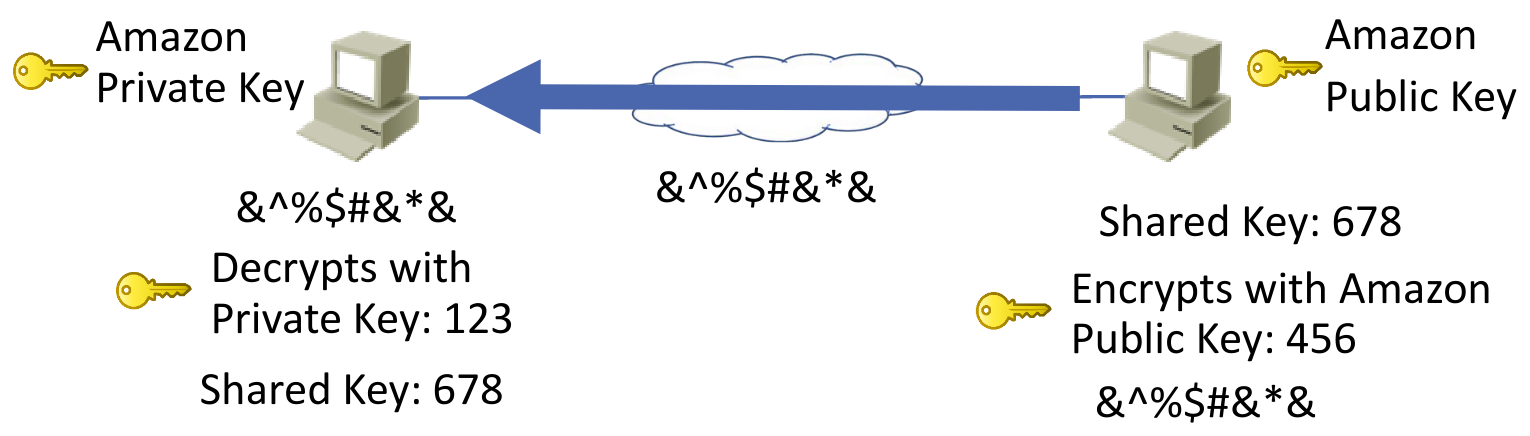 Amazon
Private Key
Amazon
Public Key
&^%$#&*&
&^%$#&*&
Shared Key: 678
Decrypts with
Private Key: 123
Encrypts with Amazon
Public Key: 456
Shared Key: 678
&^%$#&*&